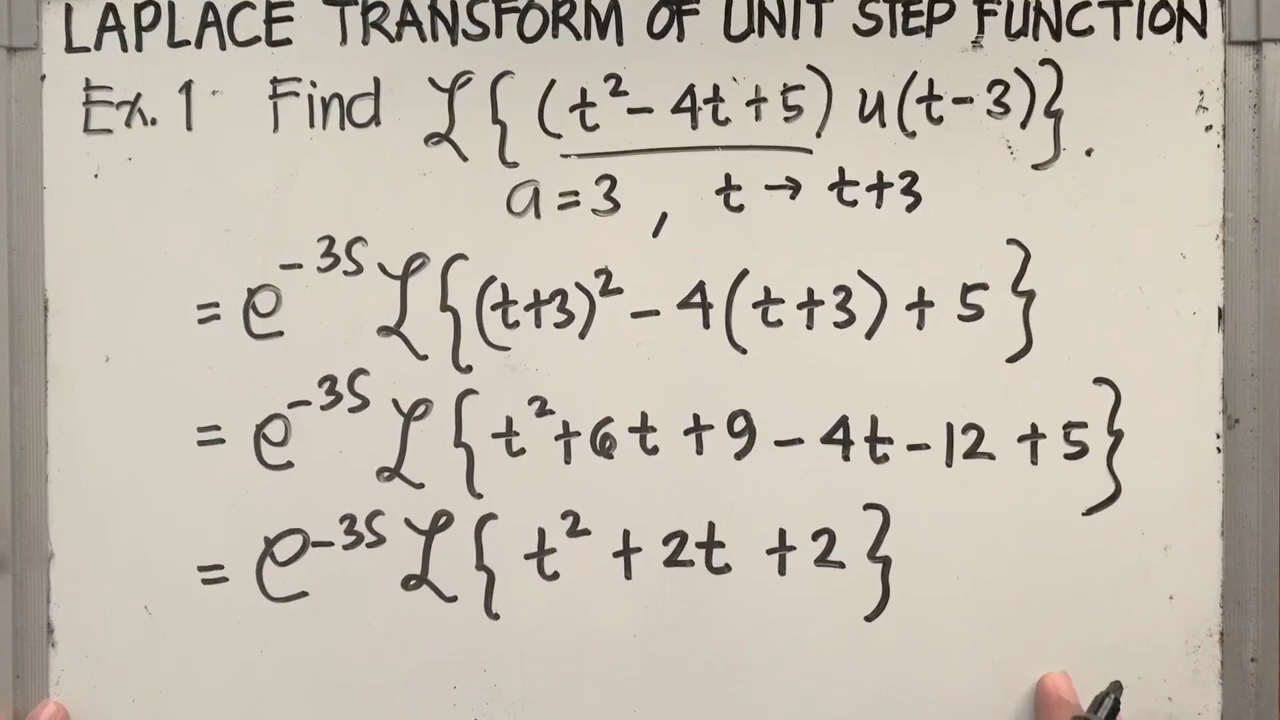 LAPLACE TRANSFORM OF UNIT STEP FUNCTION
Ex. 1 Find ℒ{(t²-4t+5) u(t-3)}.
a=3, t→t+3
= e⁻³ˢ ℒ{(t+3)²-4(t+3)+5}
= e⁻³ˢ ℒ{t²+6t+9-4t-12+5}
= e⁻³ˢ ℒ{t²+2t+2}